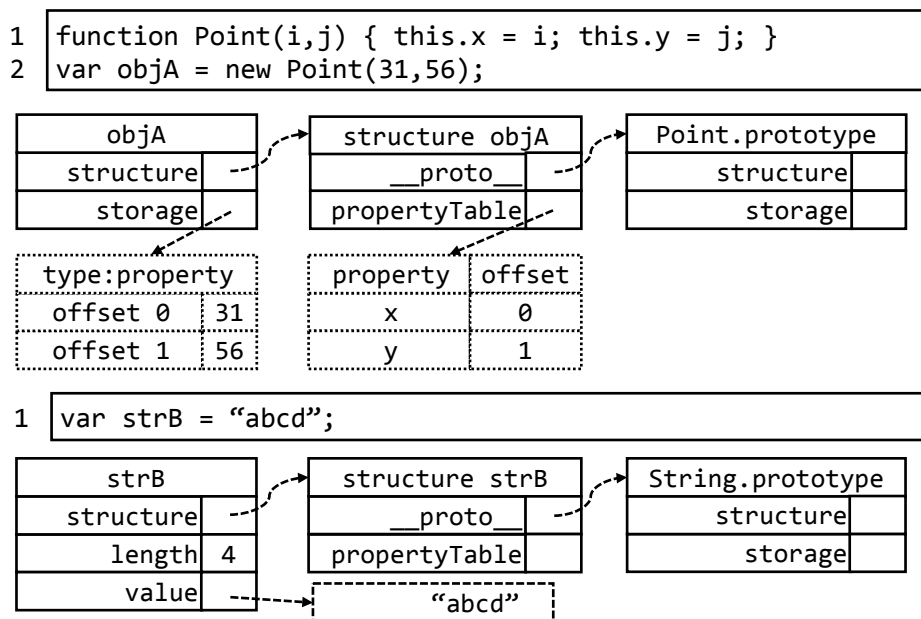 1 function Point(i,j) { this.x = i; this.y = j; }
2 var objA = new Point(31,56);
objA structure objA Point.prototype
structure __proto__ structure
storage propertyTable storage
type:property property offset
offset 0 31 x 0
offset 1 56 y 1
1 var strB = “abcd”;
strB structure strB String.prototype
structure __proto__ structure
length 4 propertyTable storage
value “abcd”